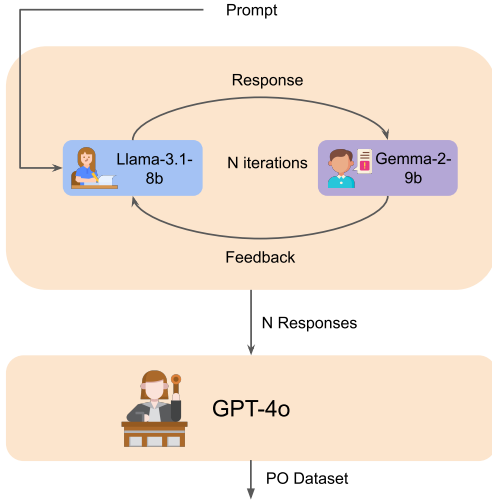 Prompt
Response
Llama-3.1-
8b
N iterations
Gemma-2-
9b
Feedback
N Responses
GPT-4o
PO Dataset